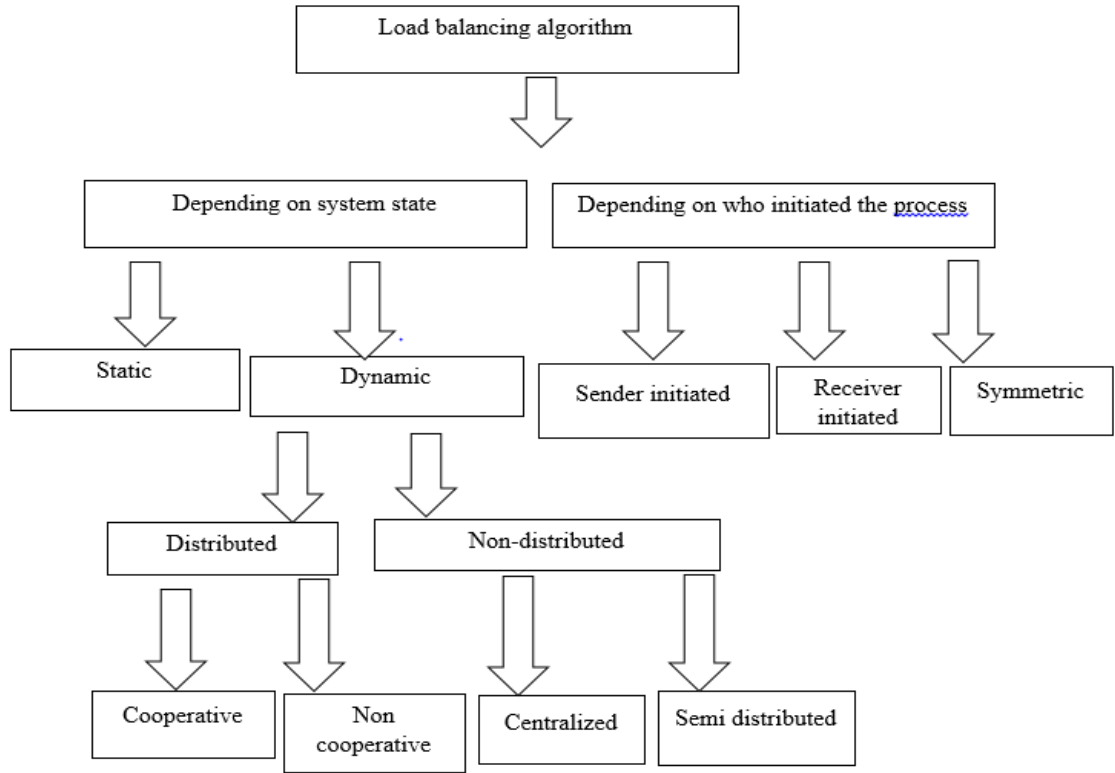 Load balancing algorithm
Depending on system state
Depending on who initiated the process
Static
Dynamic
Sender initiated
Receiver
initiated
Symmetric
Distributed
Non-distributed
Cooperative
Non
cooperative
Centralized
Semi distributed